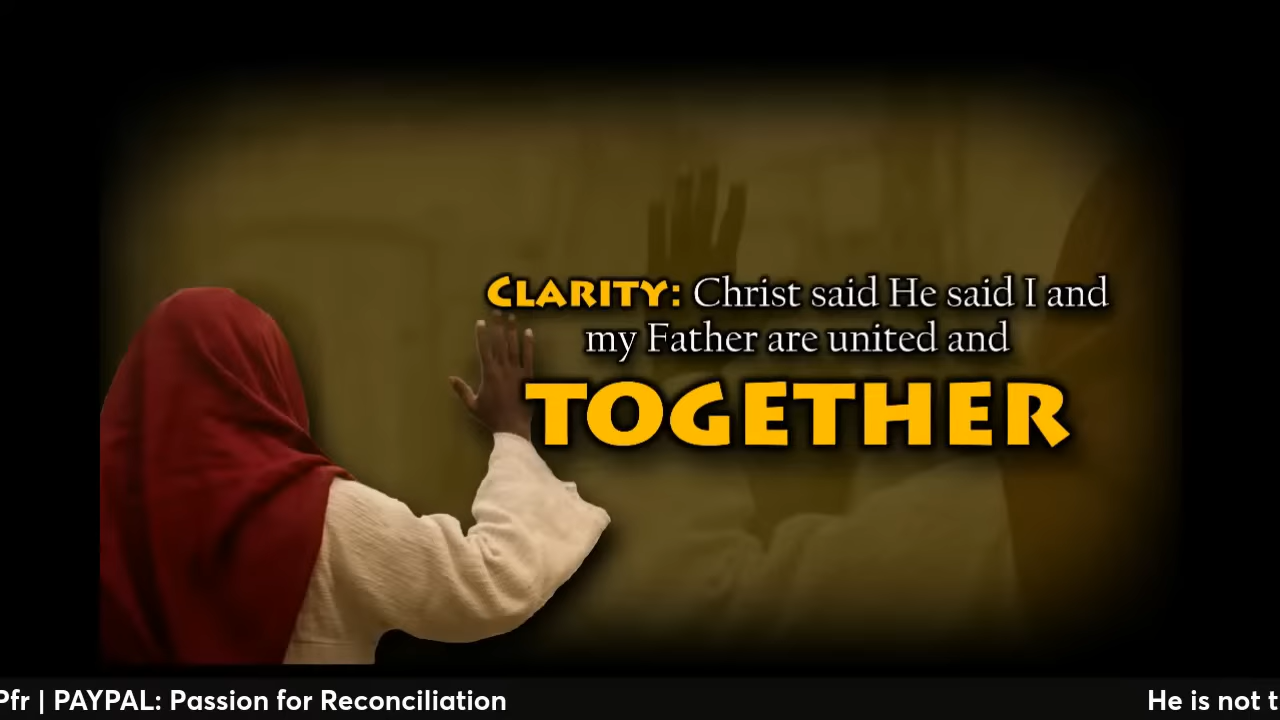 CLARITY: Christ said He said I and
my Father are united and
TOGETHER
Pfr | PAYPAL: Passion for Reconciliation
He is not t